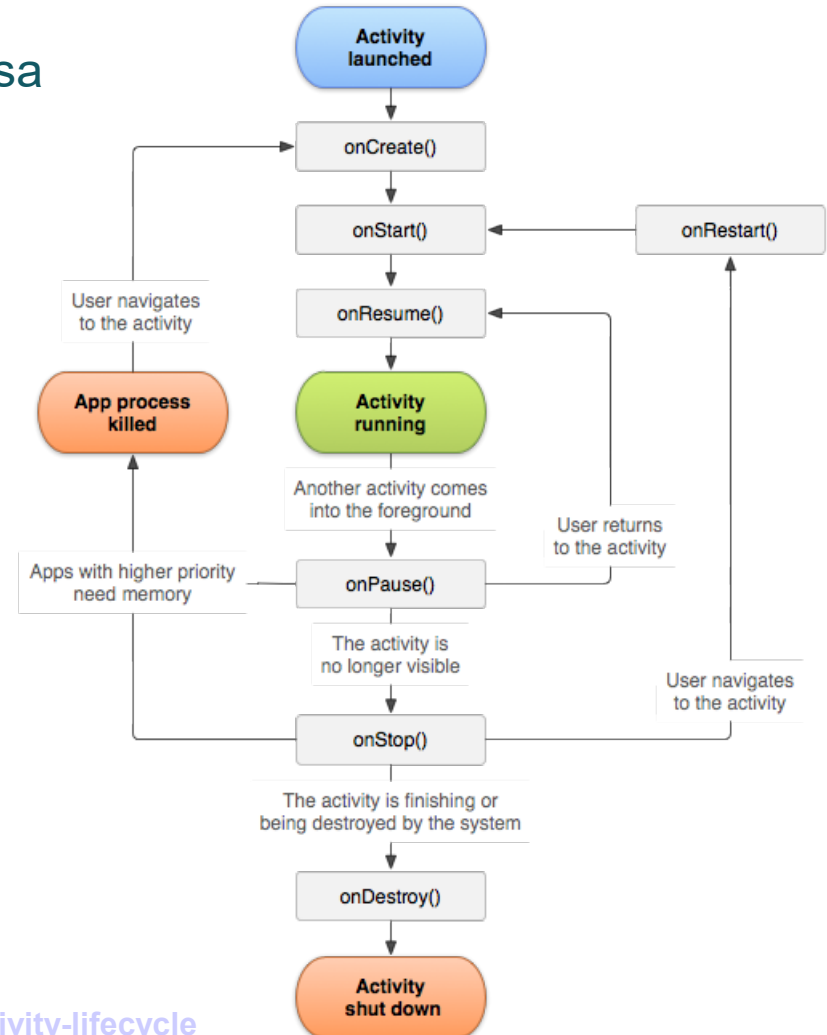 Activity
launched
sa
onCreate()
onStart()
onRestart()
User navigates
to the activity
onResume()
App process
killed
Activity
running
Another activity comes
into the foreground
User returns
to the activity
Apps with higher priority
need memory
onPause()
The activity is
no longer visible
User navigates
to the activity
onStop()
The activity is finishing or
being destroyed by the system
onDestroy()
Activity
shut down
ivity-lifecycle